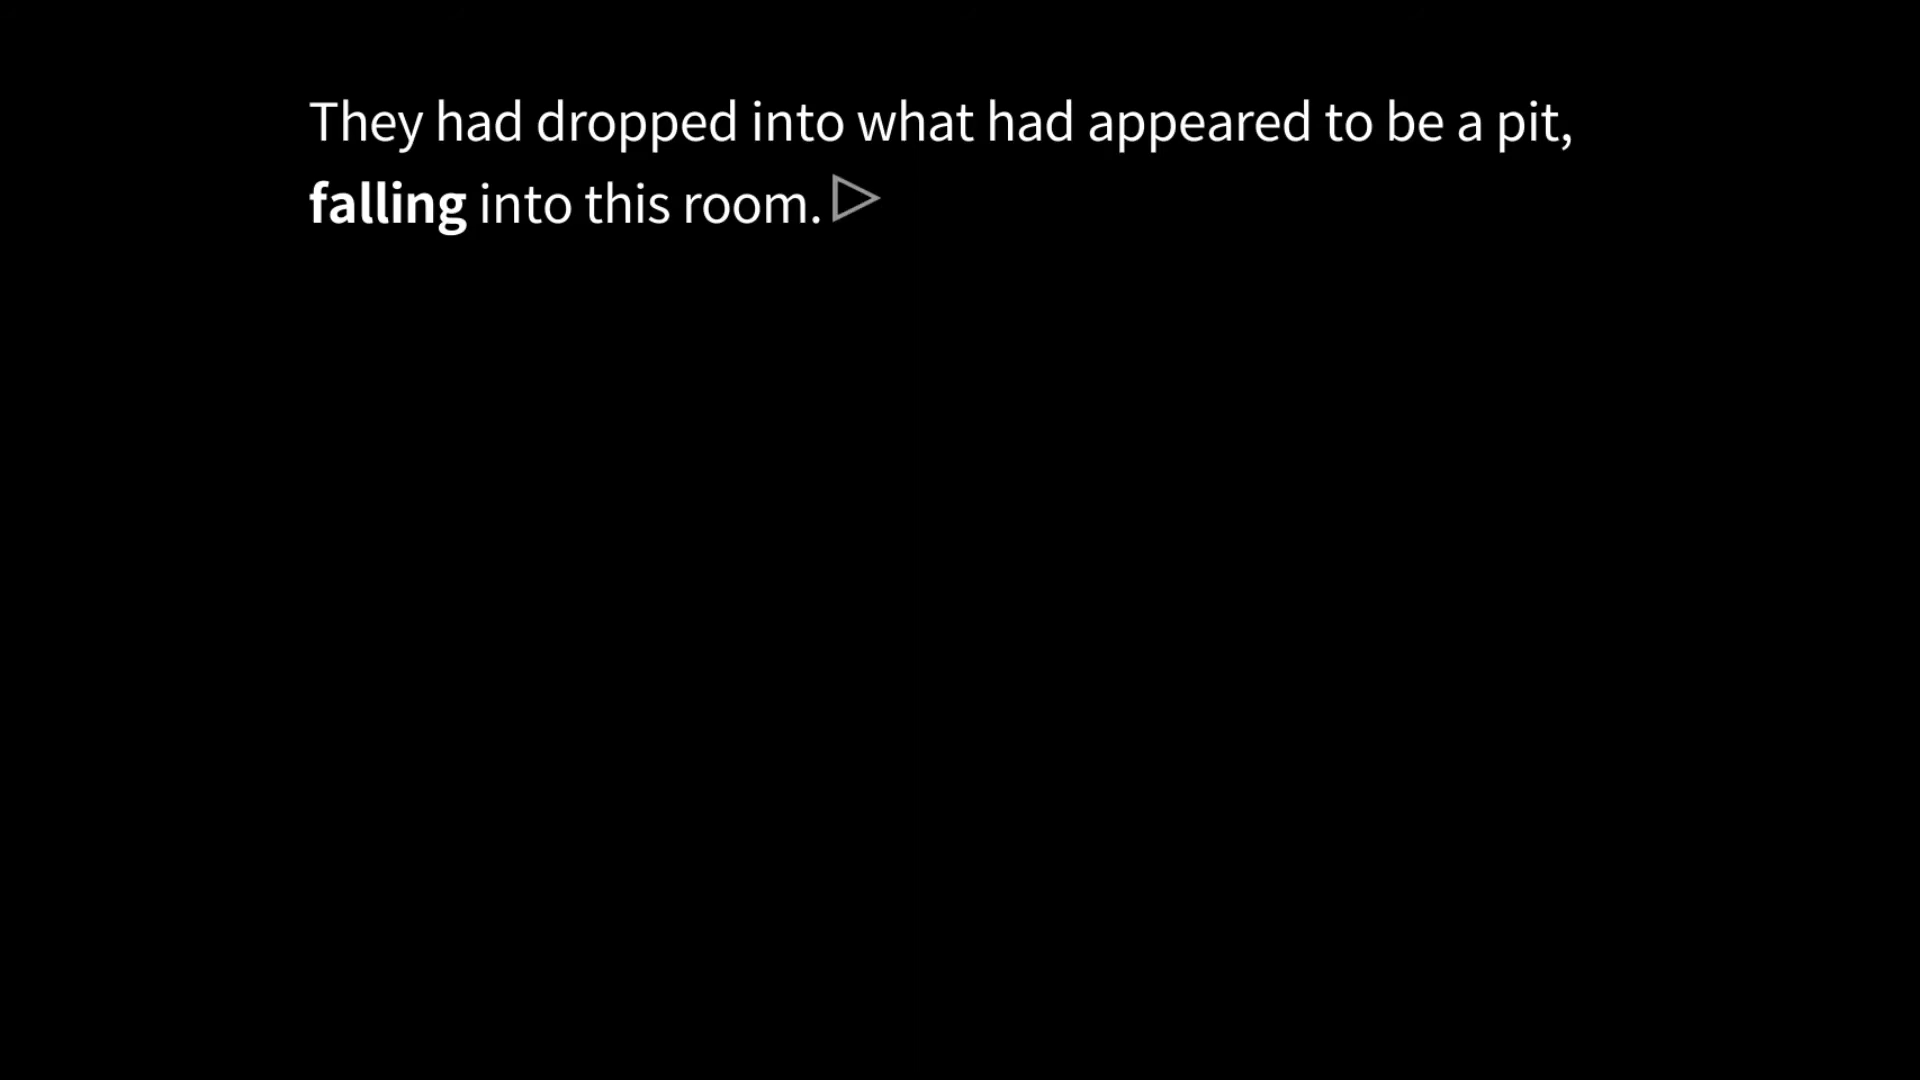 They had dropped into what had appeared to be a pit,
falling into this room.